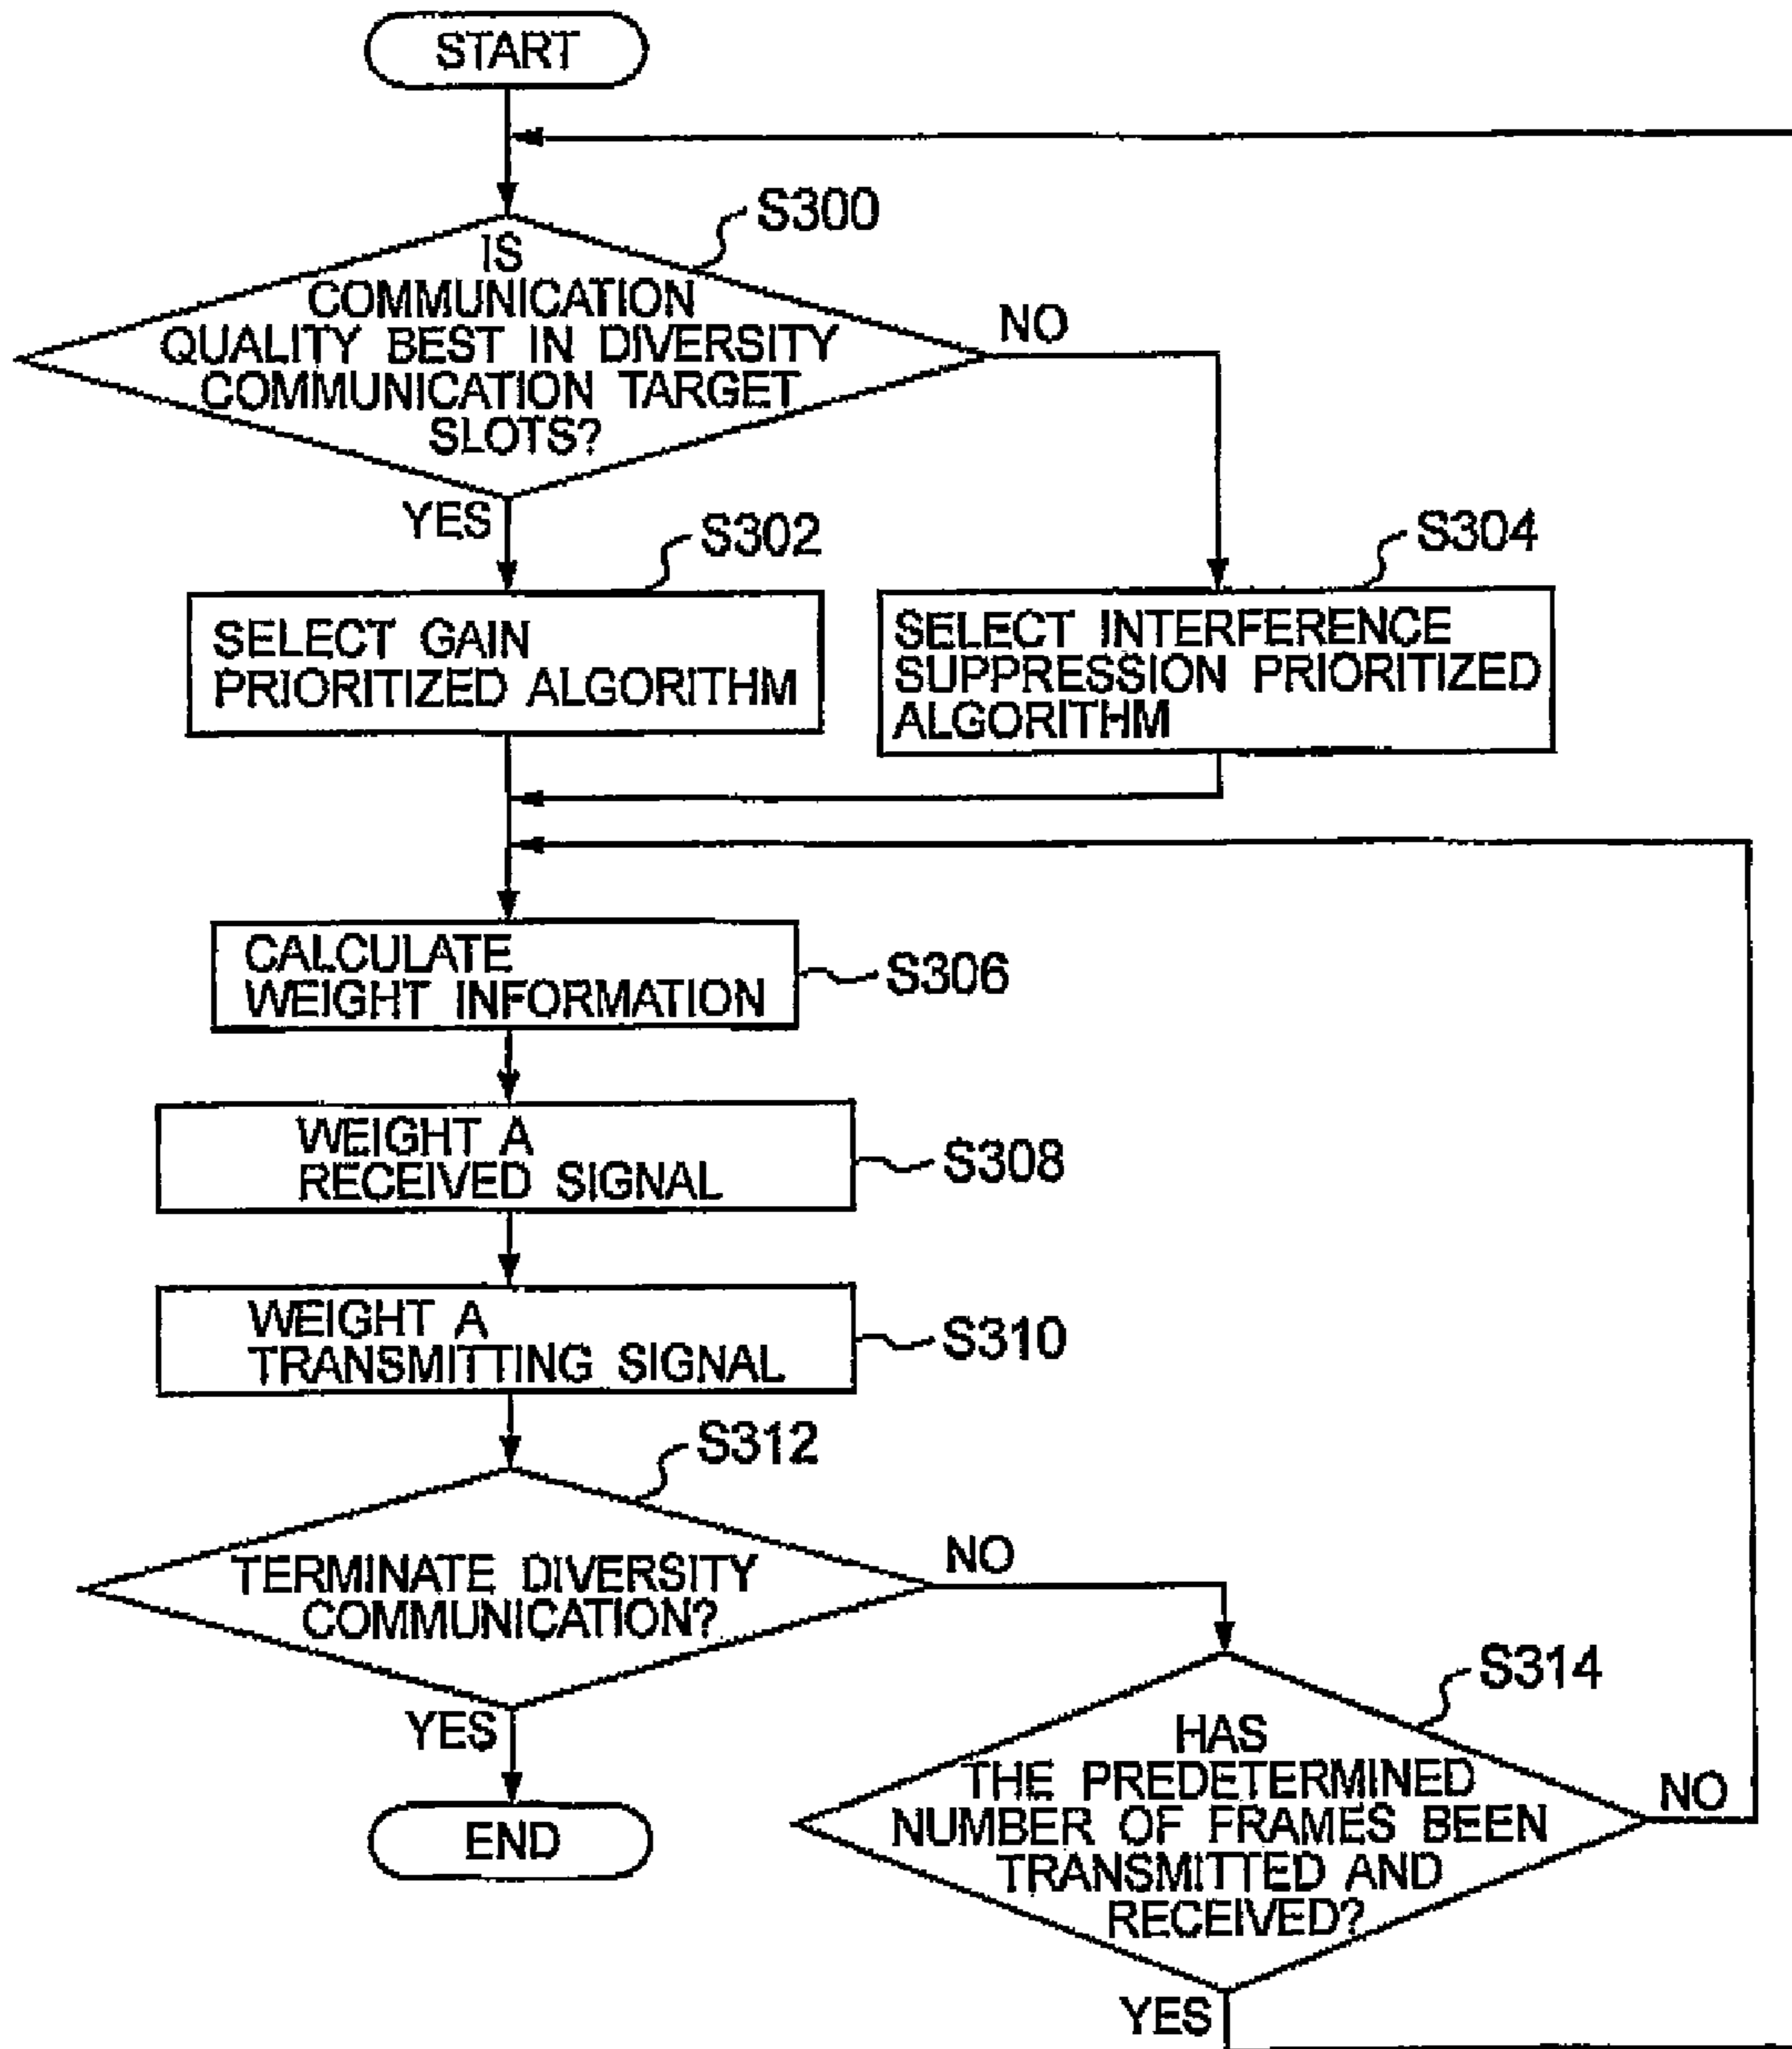 START
S300
IS
COMMUNICATION
QUALITY BEST IN DIVERSITY
COMMUNICATION TARGET
SLOTS?
NO
YES
S302
S304
SELECT GAIN
PRIORITIZED ALGORITHM
SELECT INTERFERENCE
SUPPRESSION PRIORITIZED
ALGORITHM
CALCULATE
WEIGHT INFORMATION
S306
WEIGHT A
RECEIVED SIGNAL
S308
WEIGHT A
TRANSMITTING SIGNAL
S310
S312
TERMINATE DIVERSITY
COMMUNICATION?
NO
YES
S314
HAS
THE PREDETERMINED
NUMBER OF FRAMES BEEN
TRANSMITTED AND
RECEIVED?
NO
END
YES